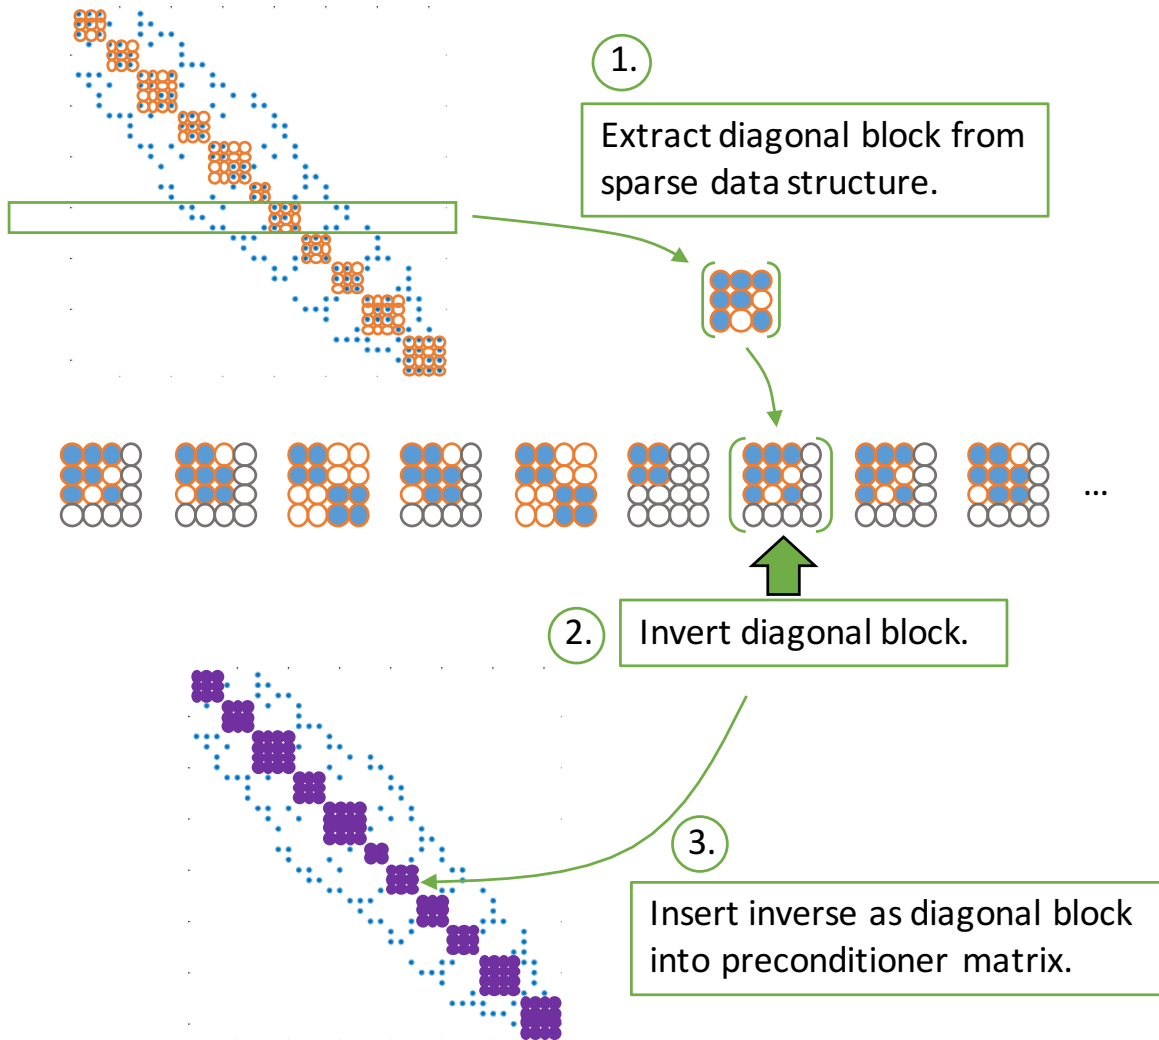 1.
Extract diagonal block from
sparse data structure.
...
2.
Invert diagonal block.
3.
Insert inverse as diagonal block
into preconditioner matrix.